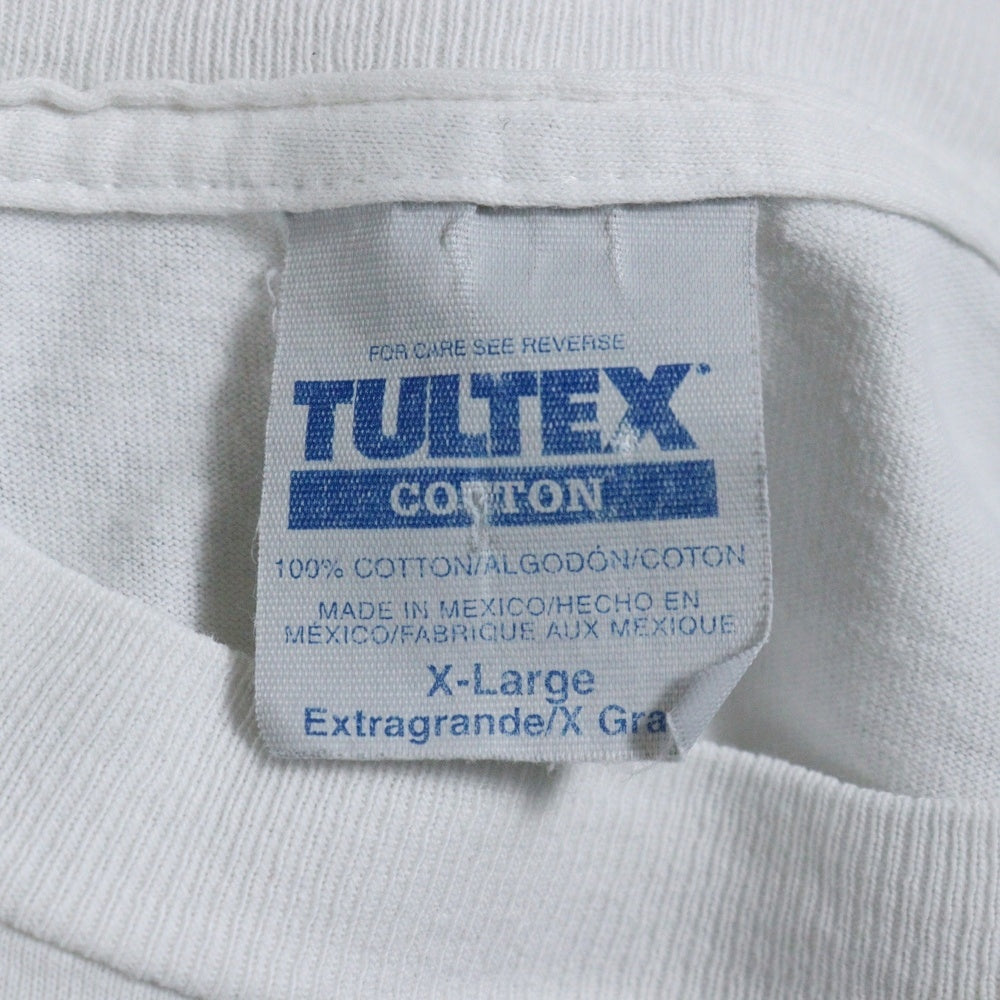 FOR CARE SEE REVERSE
TULTEX
COTTON
100% COTTON/ALGODÓN/COTON
MADE IN MEXICO/HECHO EN
MÉXICO/FABRIQUE AUX MEXIQUE
X-Large
Extragrande/X Gra